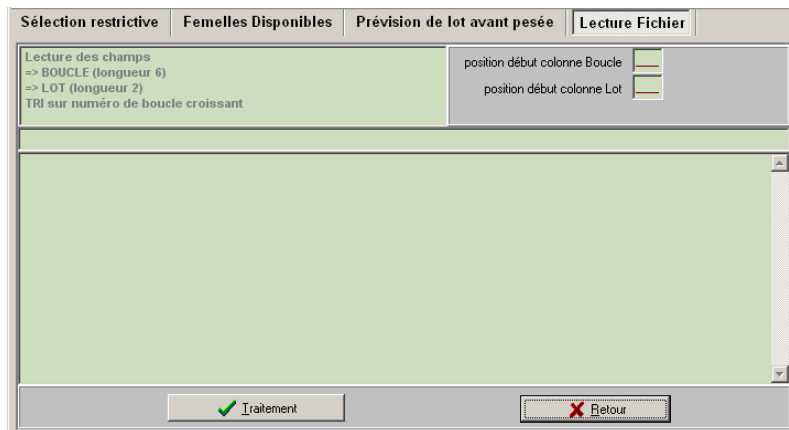 Sélection restrictive Femelles Disponibles Prévision de lot avant pesée Lecture Fichier
Lecture des champs
=> BOUCLE (longueur 6)
=> LOT (longueur 2)
TRI sur numéro de boucle croissant
position début colonne Boucle
position début colonne Lot
Traitement Retour